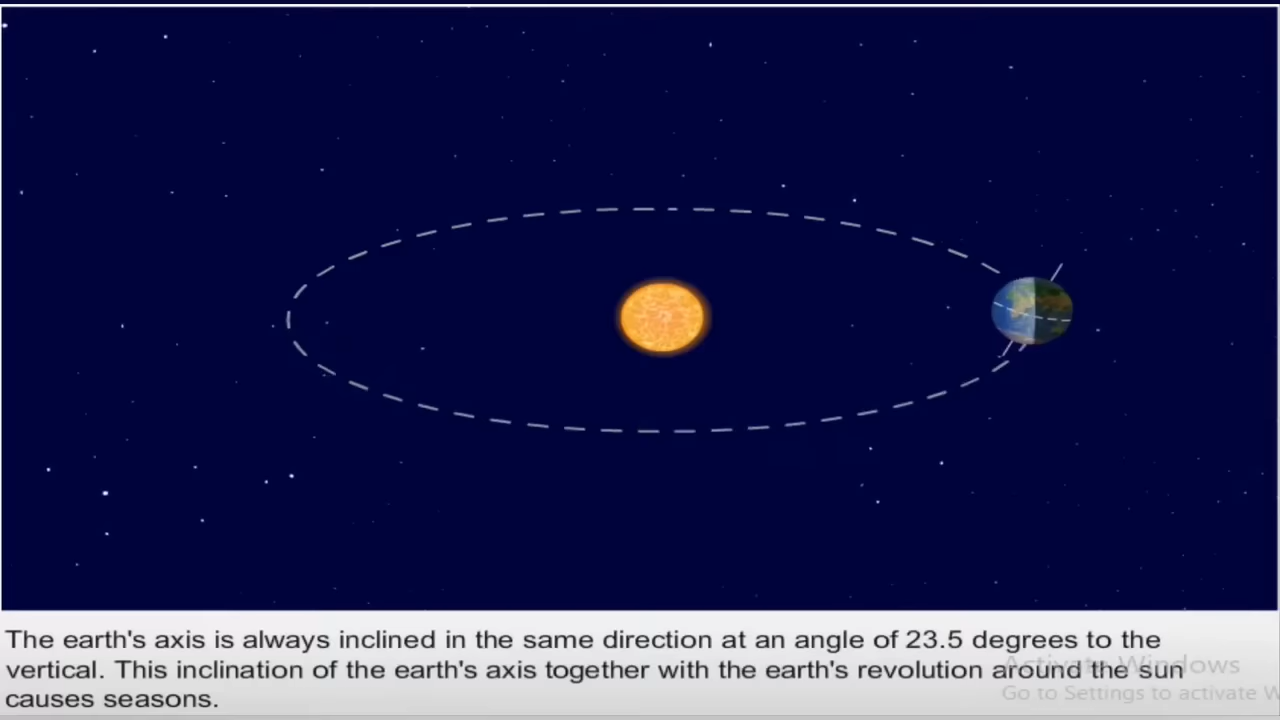 The earth's axis is always inclined in the same direction at an angle of 23.5 degrees to the
vertical. This inclination of the earth's axis together with the earth's revolution around the sun
causes seasons.
Activate Windows
Go to Settings to activate W